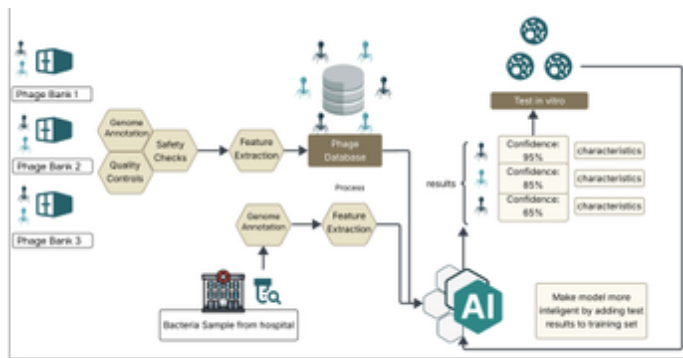 Phage Bank 1
Phage Bank 2
Phage Bank 3
Genome
Annotation
Safety
Checks
Quality
Controls
Feature
Extraction
Phage
Database
Process
Genome
Annotation
Feature
Extraction
Bacteria Sample from hospital
Test in vitro
results
Confidence:
95%
characteristics
Confidence:
85%
characteristics
Confidence:
65%
characteristics
AI
Make model more
inteligent by adding test
results to training set